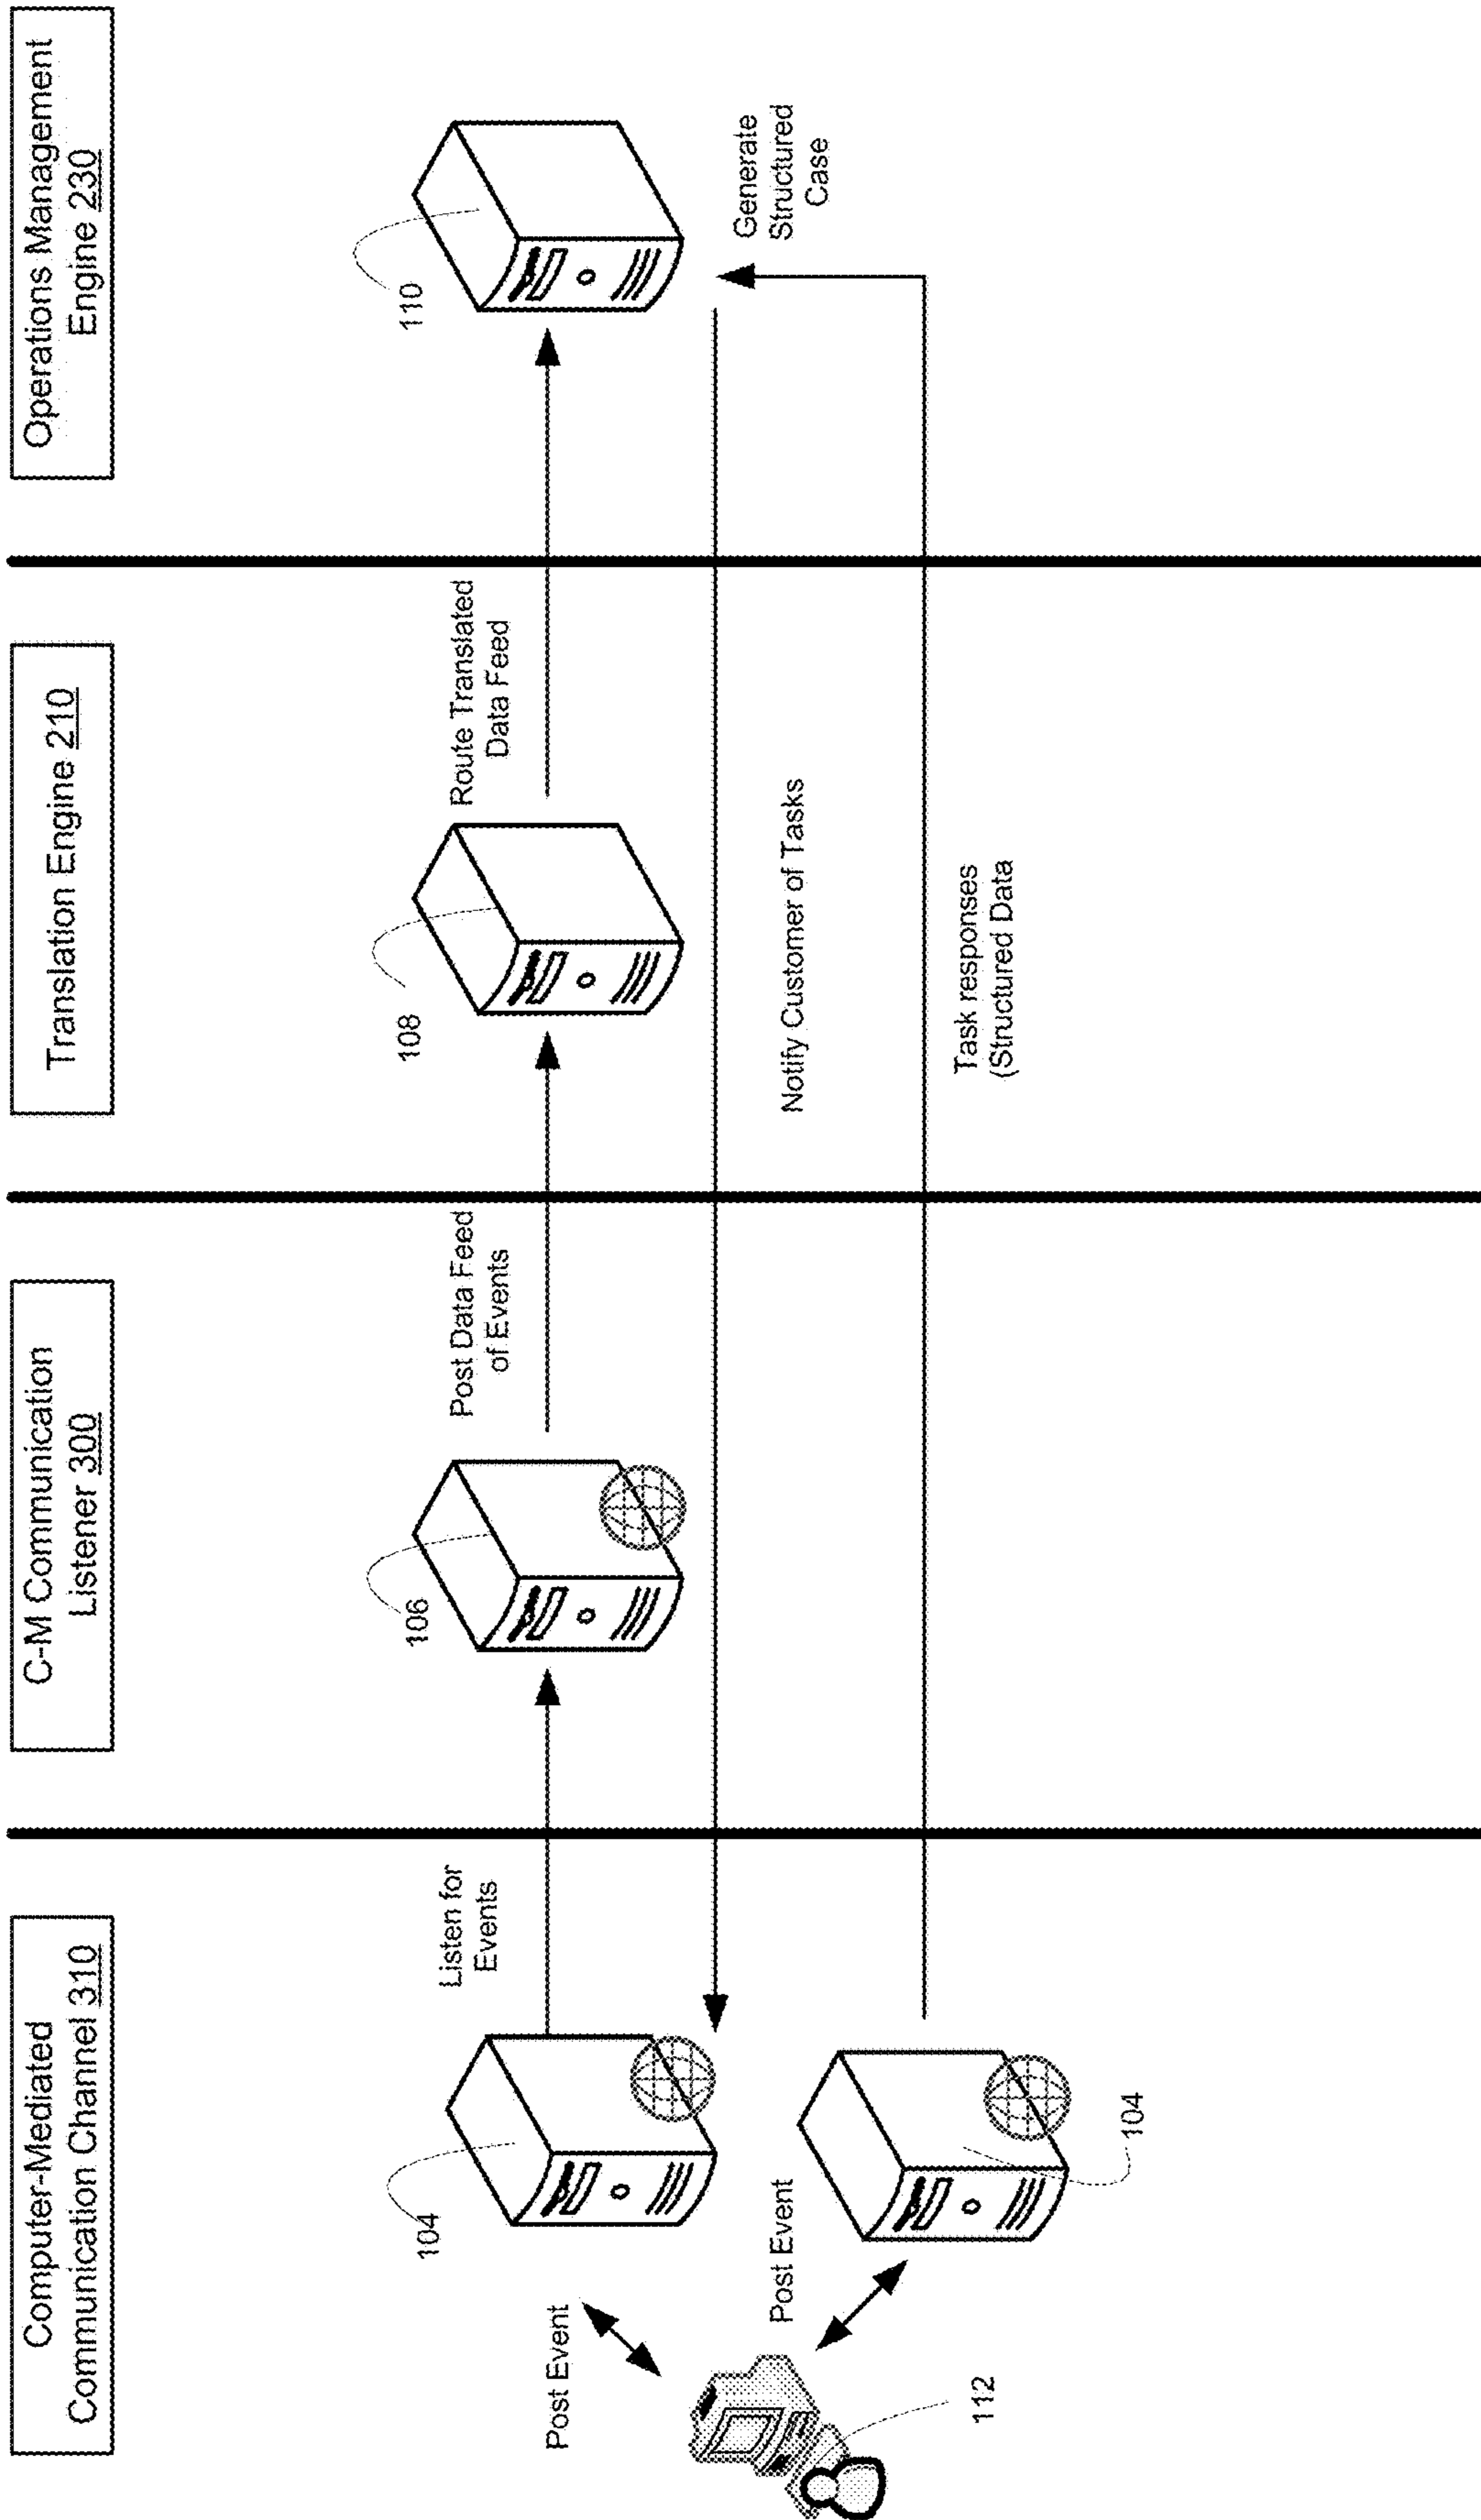 Computer-Mediated
Communication Channel 310
C-M Communication
Listener 300
Translation Engine 210
Operations Management
Engine 230
Post Event
104
Listen for
Events
106
Post Data Feed
of Events
108
Route Translated
Data Feed
110
Generate
Structured
Case
Notify Customer of Tasks
Post Event
104
112
Task responses
(Structured Data